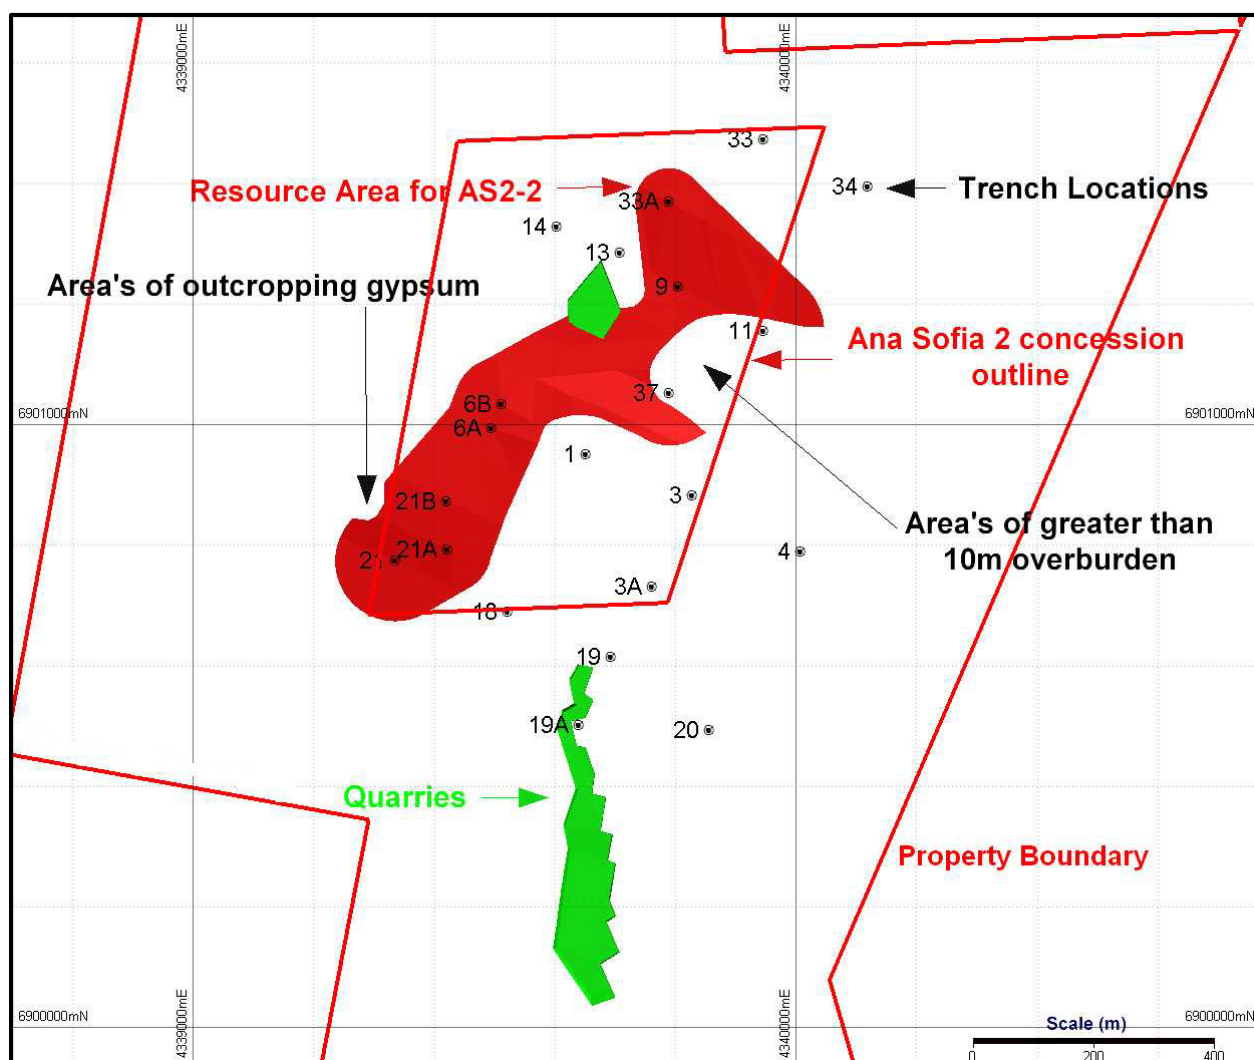 4339000mE
4340000mE
33
Resource Area for AS2-2
33A
34
Trench Locations
14
13
Area's of outcropping gypsum
9
11
Ana Sofia 2 concession
outline
37
6B
6901000mN
6901000mN
6A
1
21B
3
Area's of greater than
10m overburden
21A
21
4
3A
18
19
19A
20
Quarries
Property Boundary
4339000mE
4340000mE
6900000mN
Scale (m)
6900000mN
0
200
400